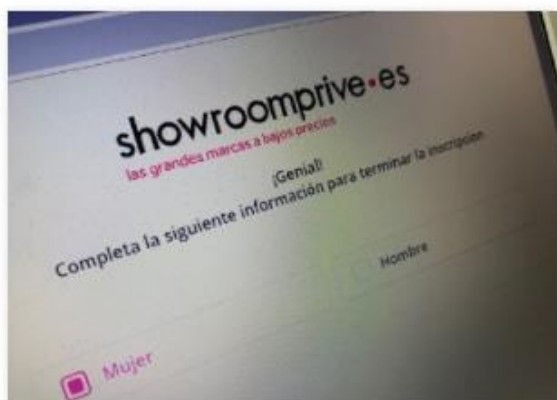 showroomprive.es
las grandes marcas a bajos precios
¡Genial!
Completa la siguiente información para terminar la inscripción
Mujer
Hombre